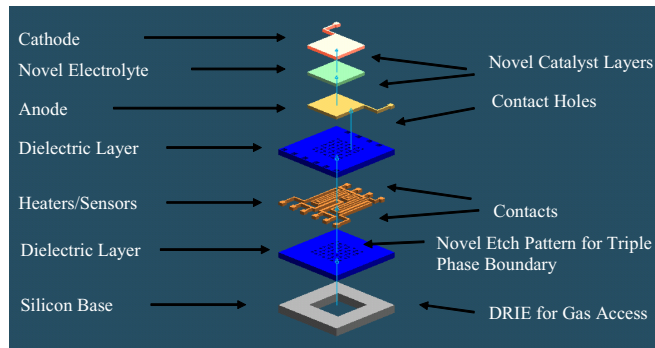 Cathode
Novel Electrolyte
Anode
Dielectric Layer
Heaters/Sensors
Dielectric Layer
Silicon Base
Novel Catalyst Layers
Contact Holes
Contacts
Novel Etch Pattern for Triple
Phase Boundary
DRIE for Gas Access